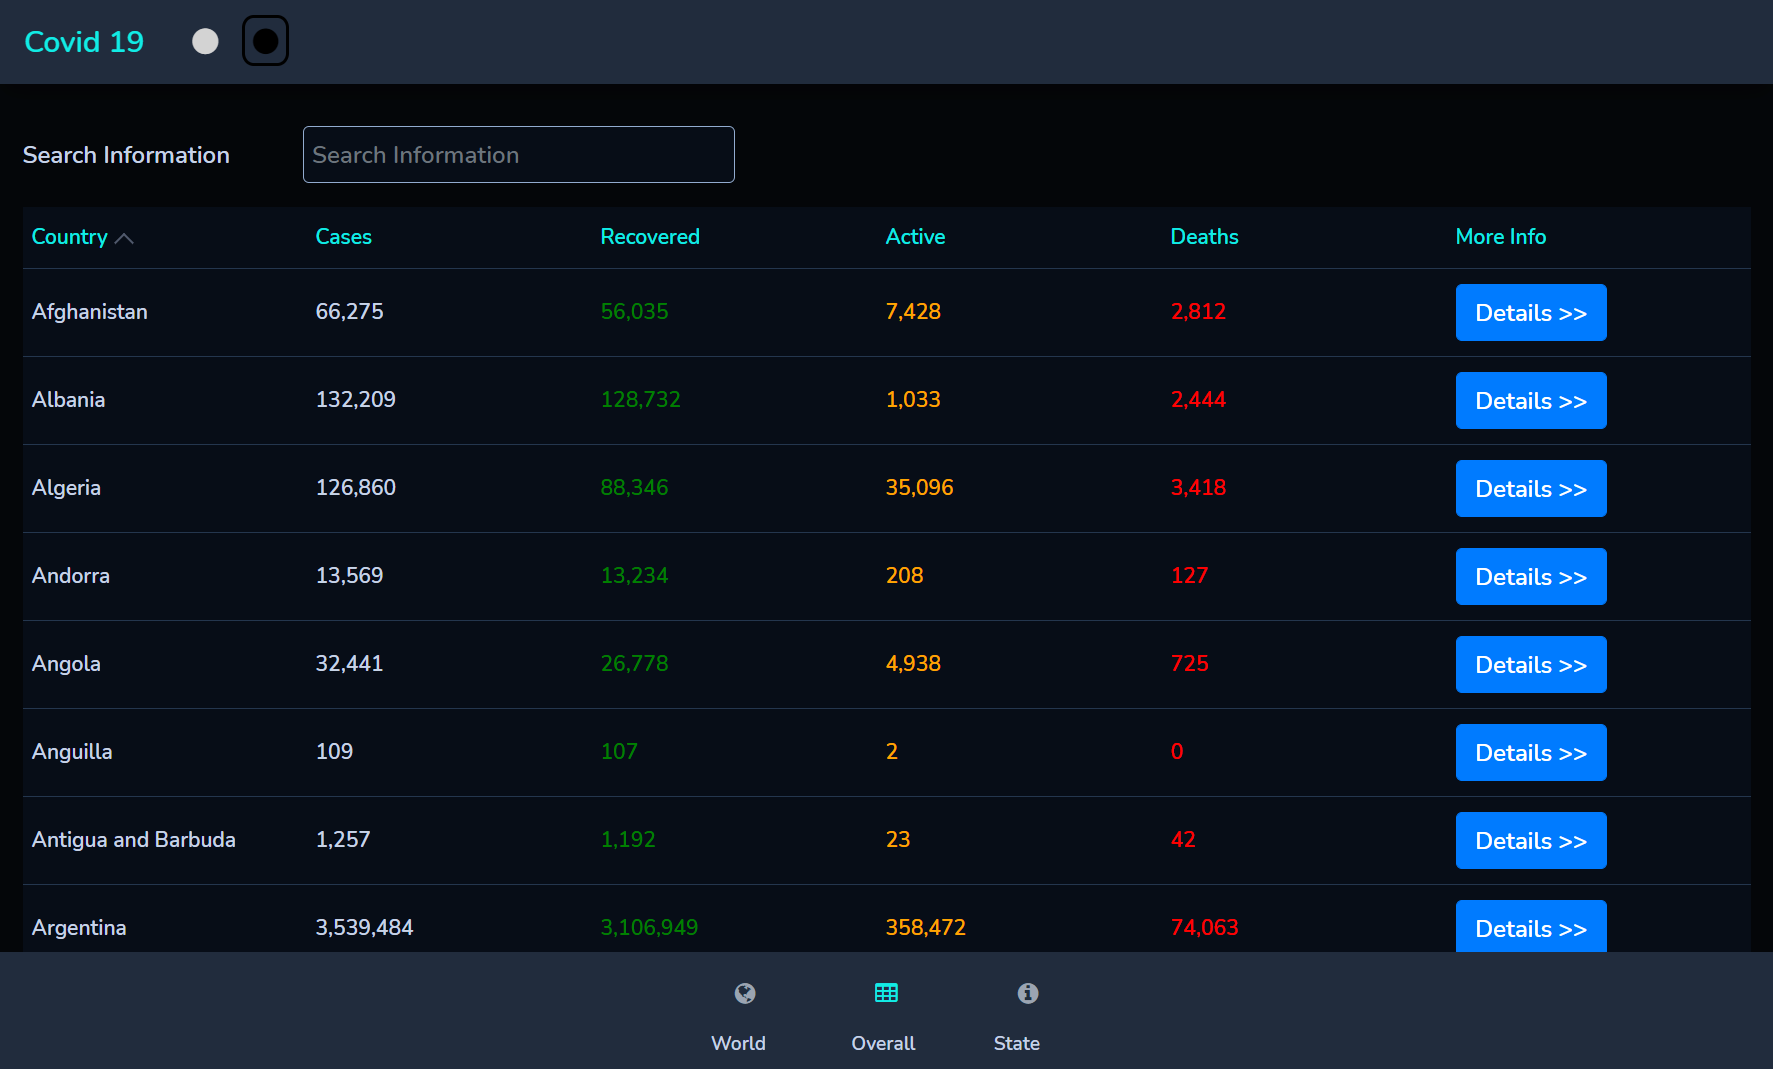 Covid 19
Search Information
Search Information
Country Cases Recovered Active Deaths More Info
Afghanistan 66,275 56,035 7,428 2,812 Details >>
Albania 132,209 128,732 1,033 2,444 Details >>
Algeria 126,860 88,346 35,096 3,418 Details >>
Andorra 13,569 13,234 208 127 Details >>
Angola 32,441 26,778 4,938 725 Details >>
Anguilla 109 107 2 0 Details >>
Antigua and Barbuda 1,257 1,192 23 42 Details >>
Argentina 3,539,484 3,106,949 358,472 74,063 Details >>
World Overall State